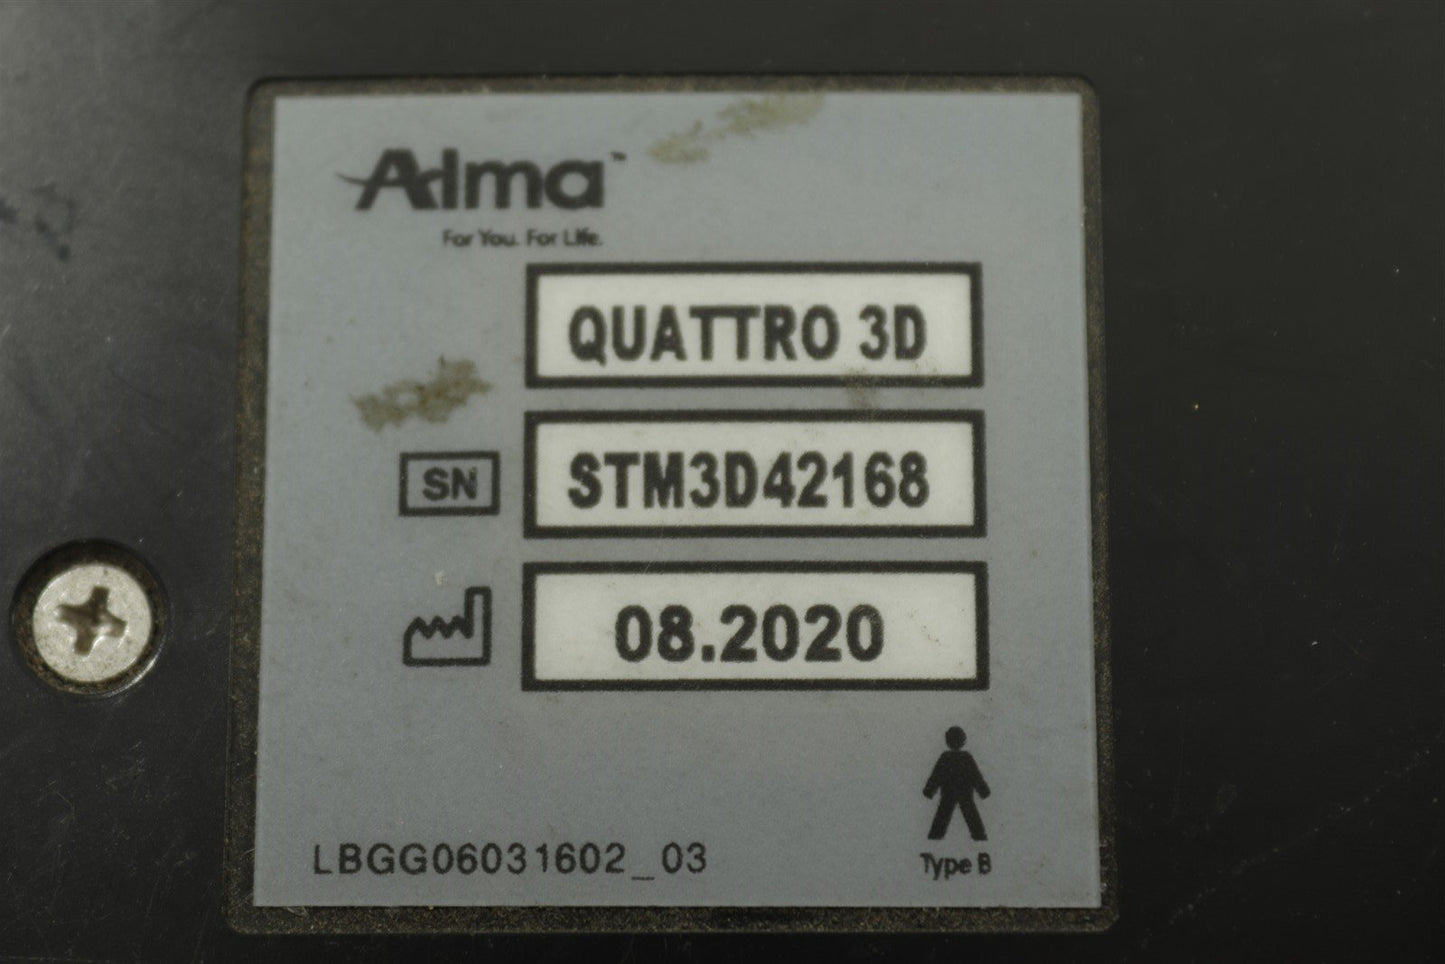 Alma™
For You. For Life.
QUATTRO 3D
SN STM3D42168
08.2020
Type B
LBGG06031602_03